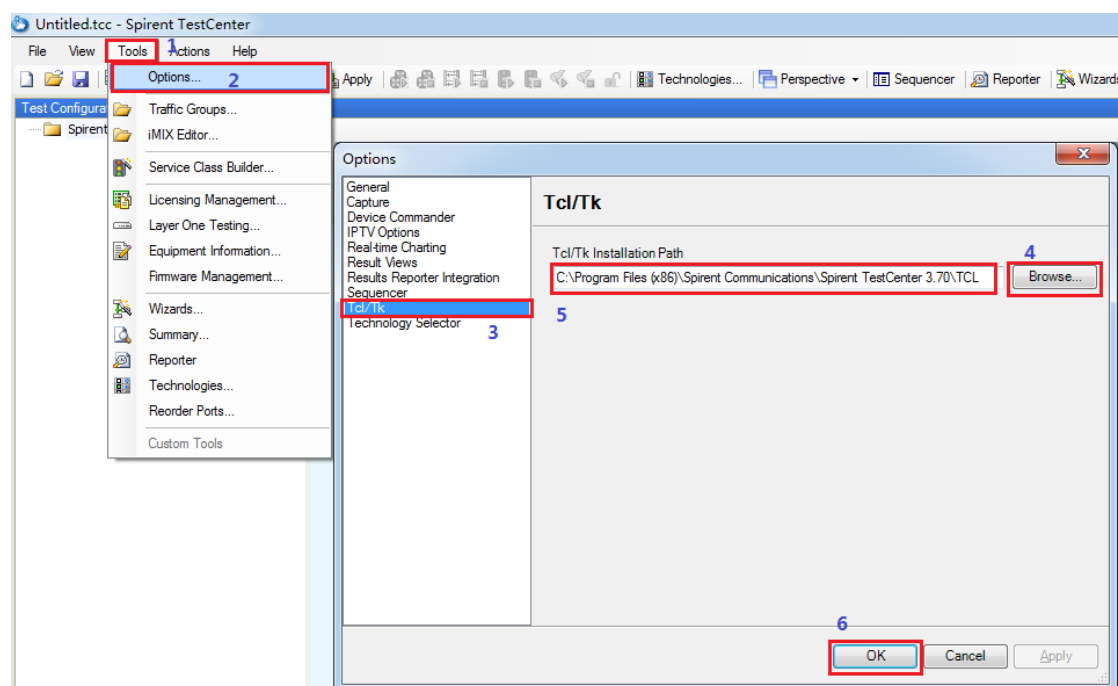 Untitled.tcc - Spirent TestCenter
File View Tools Actions Help
1
Options...
2
Apply Technologies... Perspective Sequencer Reporter Wizards
Test Configura
Spirent
Traffic Groups...
iMIX Editor...
Service Class Builder...
Licensing Management...
Layer One Testing...
Equipment Information...
Firmware Management...
Wizards...
Summary...
Reporter
Technologies...
Reorder Ports...
Custom Tools
Options
General
Capture
Device Commander
IPTV Options
Real-time Charting
Result Views
Results Reporter Integration
Sequencer
Tcl/Tk
Technology Selector
3
Tcl/Tk
Tcl/Tk Installation Path
4
C:\Program Files (x86)\Spirent Communications\Spirent TestCenter 3.70\TCL
Browse...
5
6
OK Cancel Apply